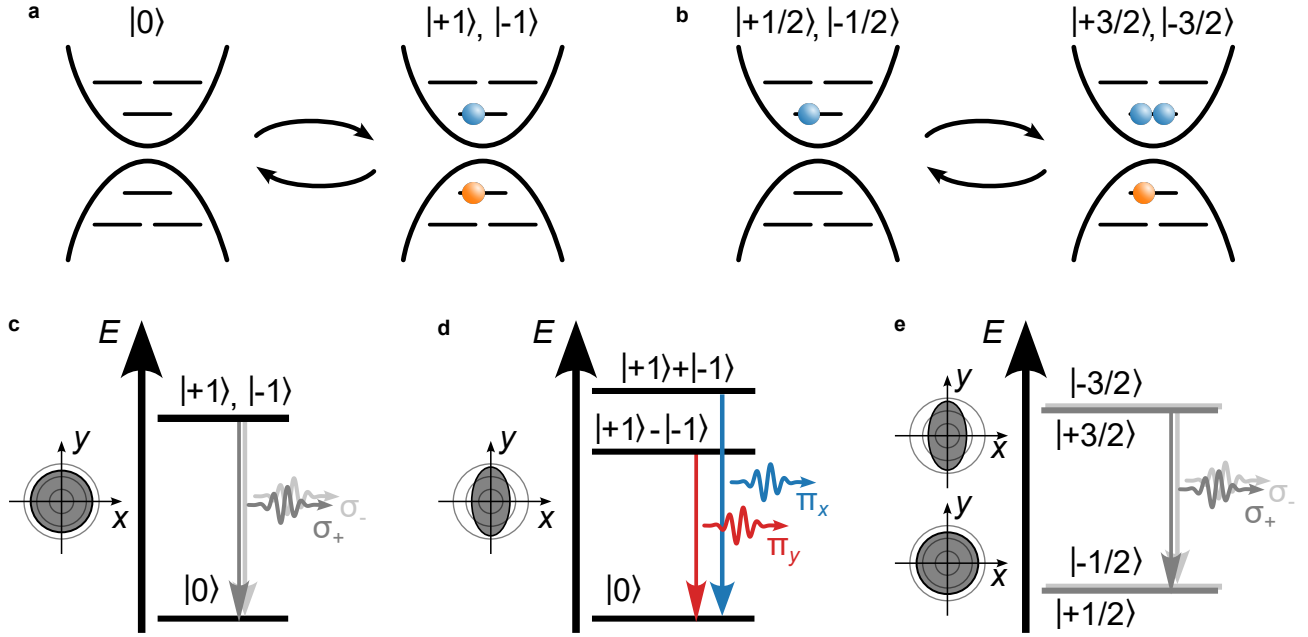 a
|0⟩
|+1⟩, |-1⟩
b
|+1/2⟩, |-1/2⟩
|+3/2⟩, |-3/2⟩
c
E
|+1⟩, |-1⟩
y
x
σ₋
σ₊
|0⟩
d
E
|+1⟩+|-1⟩
|+1⟩-|-1⟩
y
x
πₓ
π_y
|0⟩
e
E
y
x
|-3/2⟩
|+3/2⟩
σ₋
σ₊
y
x
|-1/2⟩
|+1/2⟩